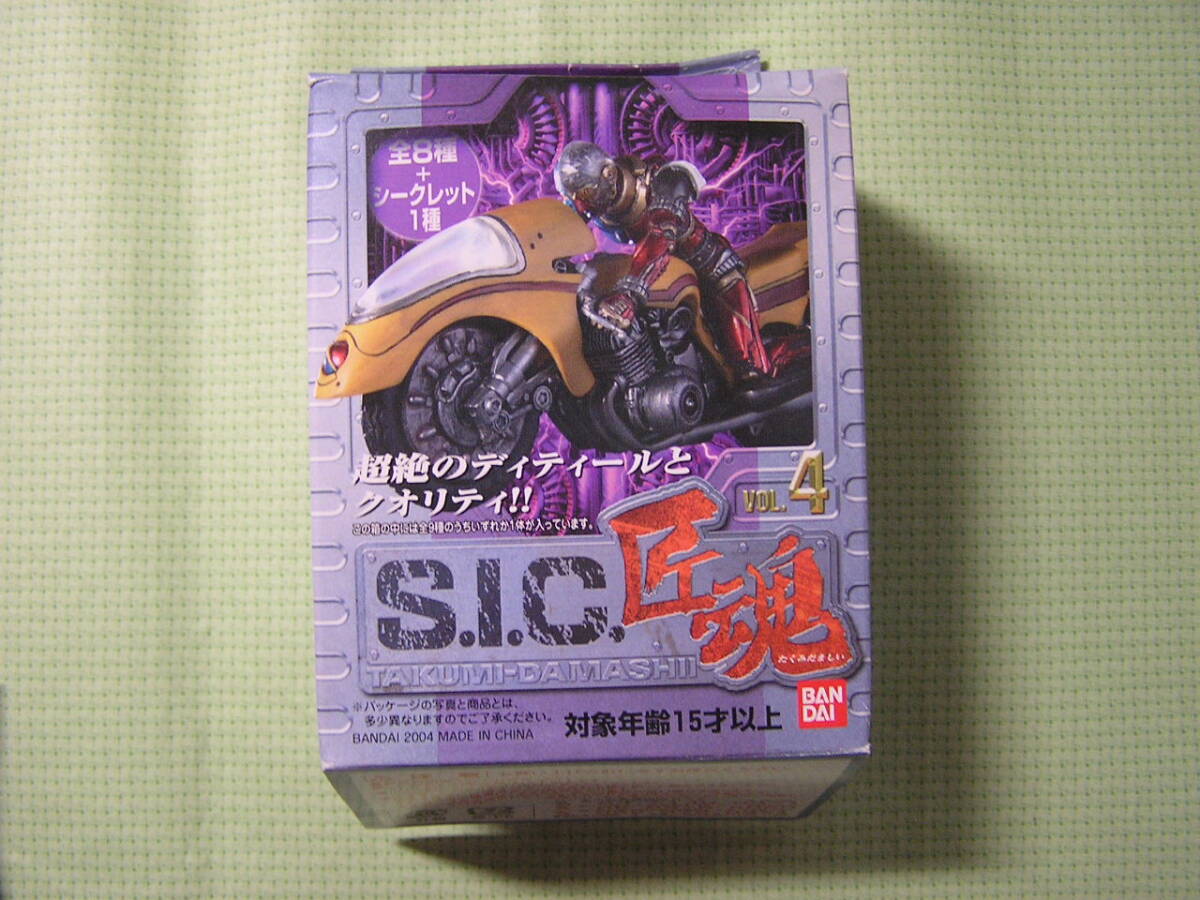 全8種
+
シークレット
1種
超絶のディティールと
クオリティ!!
この箱の中には全9種のうちいずれか1体が入っています。
VOL. 4
S.I.C. 匠魂
たくみだましい
TAKUMI-DAMASHII
※パッケージの写真と商品とは、
多少異なりますのでご了承ください。
BANDAI 2004 MADE IN CHINA
対象年齢15才以上
BAN
DAI